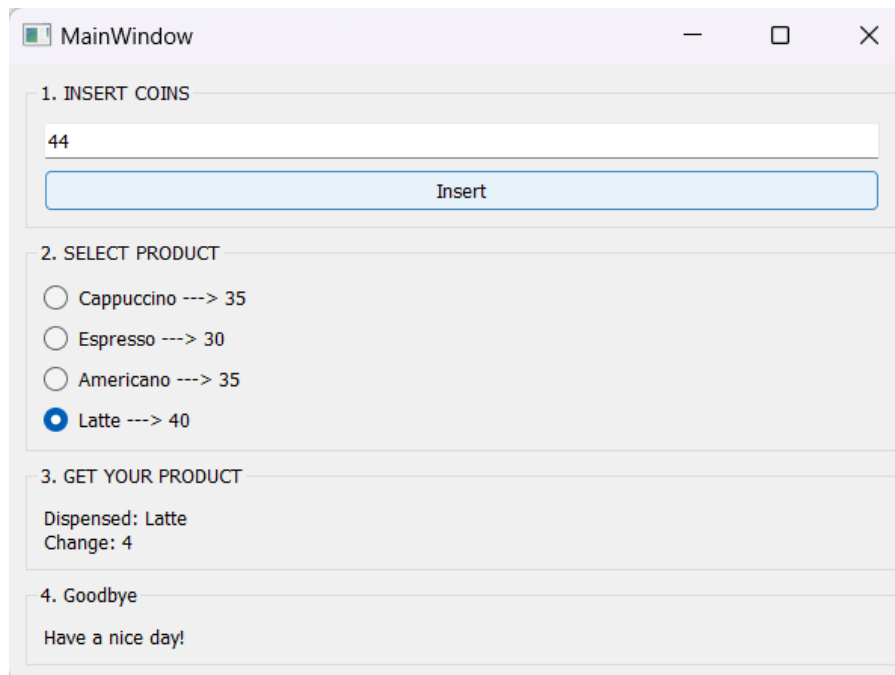 MainWindow
1. INSERT COINS
44
Insert
2. SELECT PRODUCT
Cappuccino ---> 35
Espresso ---> 30
Americano ---> 35
Latte ---> 40
3. GET YOUR PRODUCT
Dispensed: Latte
Change: 4
4. Goodbye
Have a nice day!